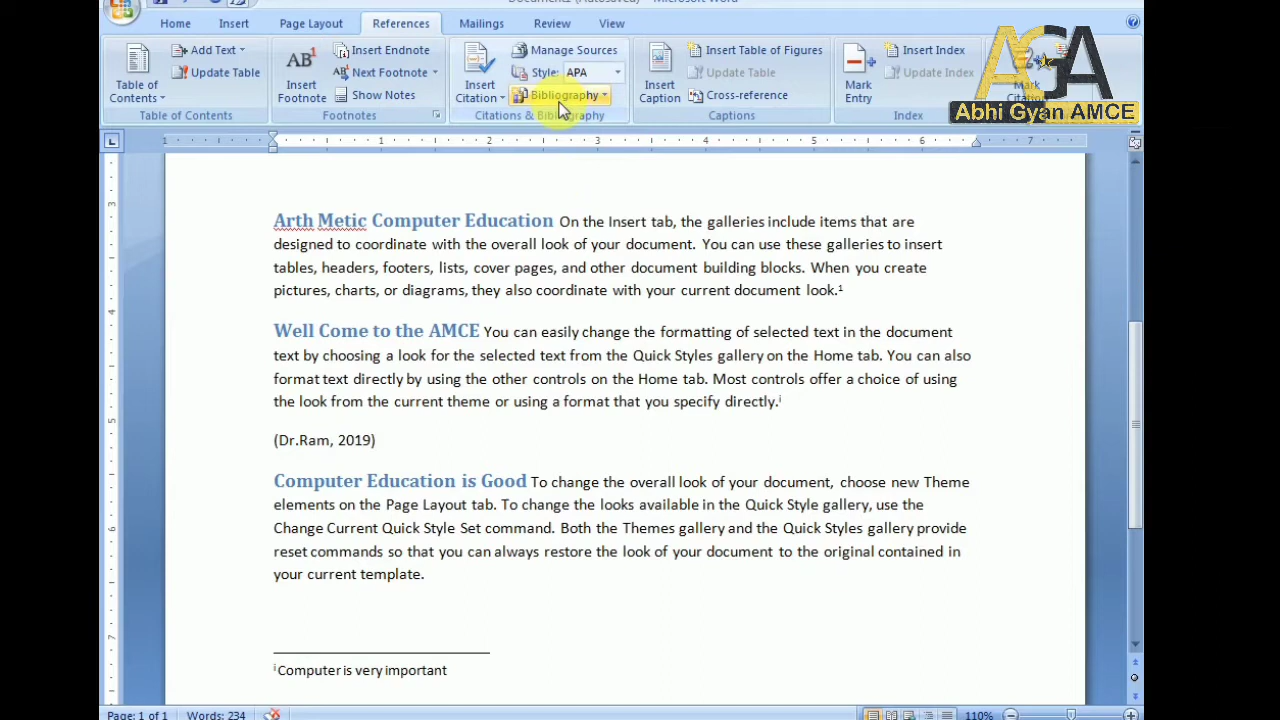 Home Insert Page Layout References Mailings Review View
Table of Contents
Add Text
Update Table
Table of Contents
AB1
Insert Footnote
Insert Endnote
Next Footnote
Show Notes
Footnotes
Insert Citation
Manage Sources
Style: APA
Bibliography
Citations & Bibliography
Insert Caption
Insert Table of Figures
Update Table
Cross-reference
Captions
Mark Entry
Insert Index
Update Index
Index
AGA
Abhi Gyan AMCE
1 1 2 3 4 5 6 7
Arth Metic Computer Education On the Insert tab, the galleries include items that are
designed to coordinate with the overall look of your document. You can use these galleries to insert
tables, headers, footers, lists, cover pages, and other document building blocks. When you create
pictures, charts, or diagrams, they also coordinate with your current document look.1
Well Come to the AMCE You can easily change the formatting of selected text in the document
text by choosing a look for the selected text from the Quick Styles gallery on the Home tab. You can also
format text directly by using the other controls on the Home tab. Most controls offer a choice of using
the look from the current theme or using a format that you specify directly.i
(Dr.Ram, 2019)
Computer Education is Good To change the overall look of your document, choose new Theme
elements on the Page Layout tab. To change the looks available in the Quick Style gallery, use the
Change Current Quick Style Set command. Both the Themes gallery and the Quick Styles gallery provide
reset commands so that you can always restore the look of your document to the original contained in
your current template.
i Computer is very important
Page: 1 of 1 Words: 234 110%